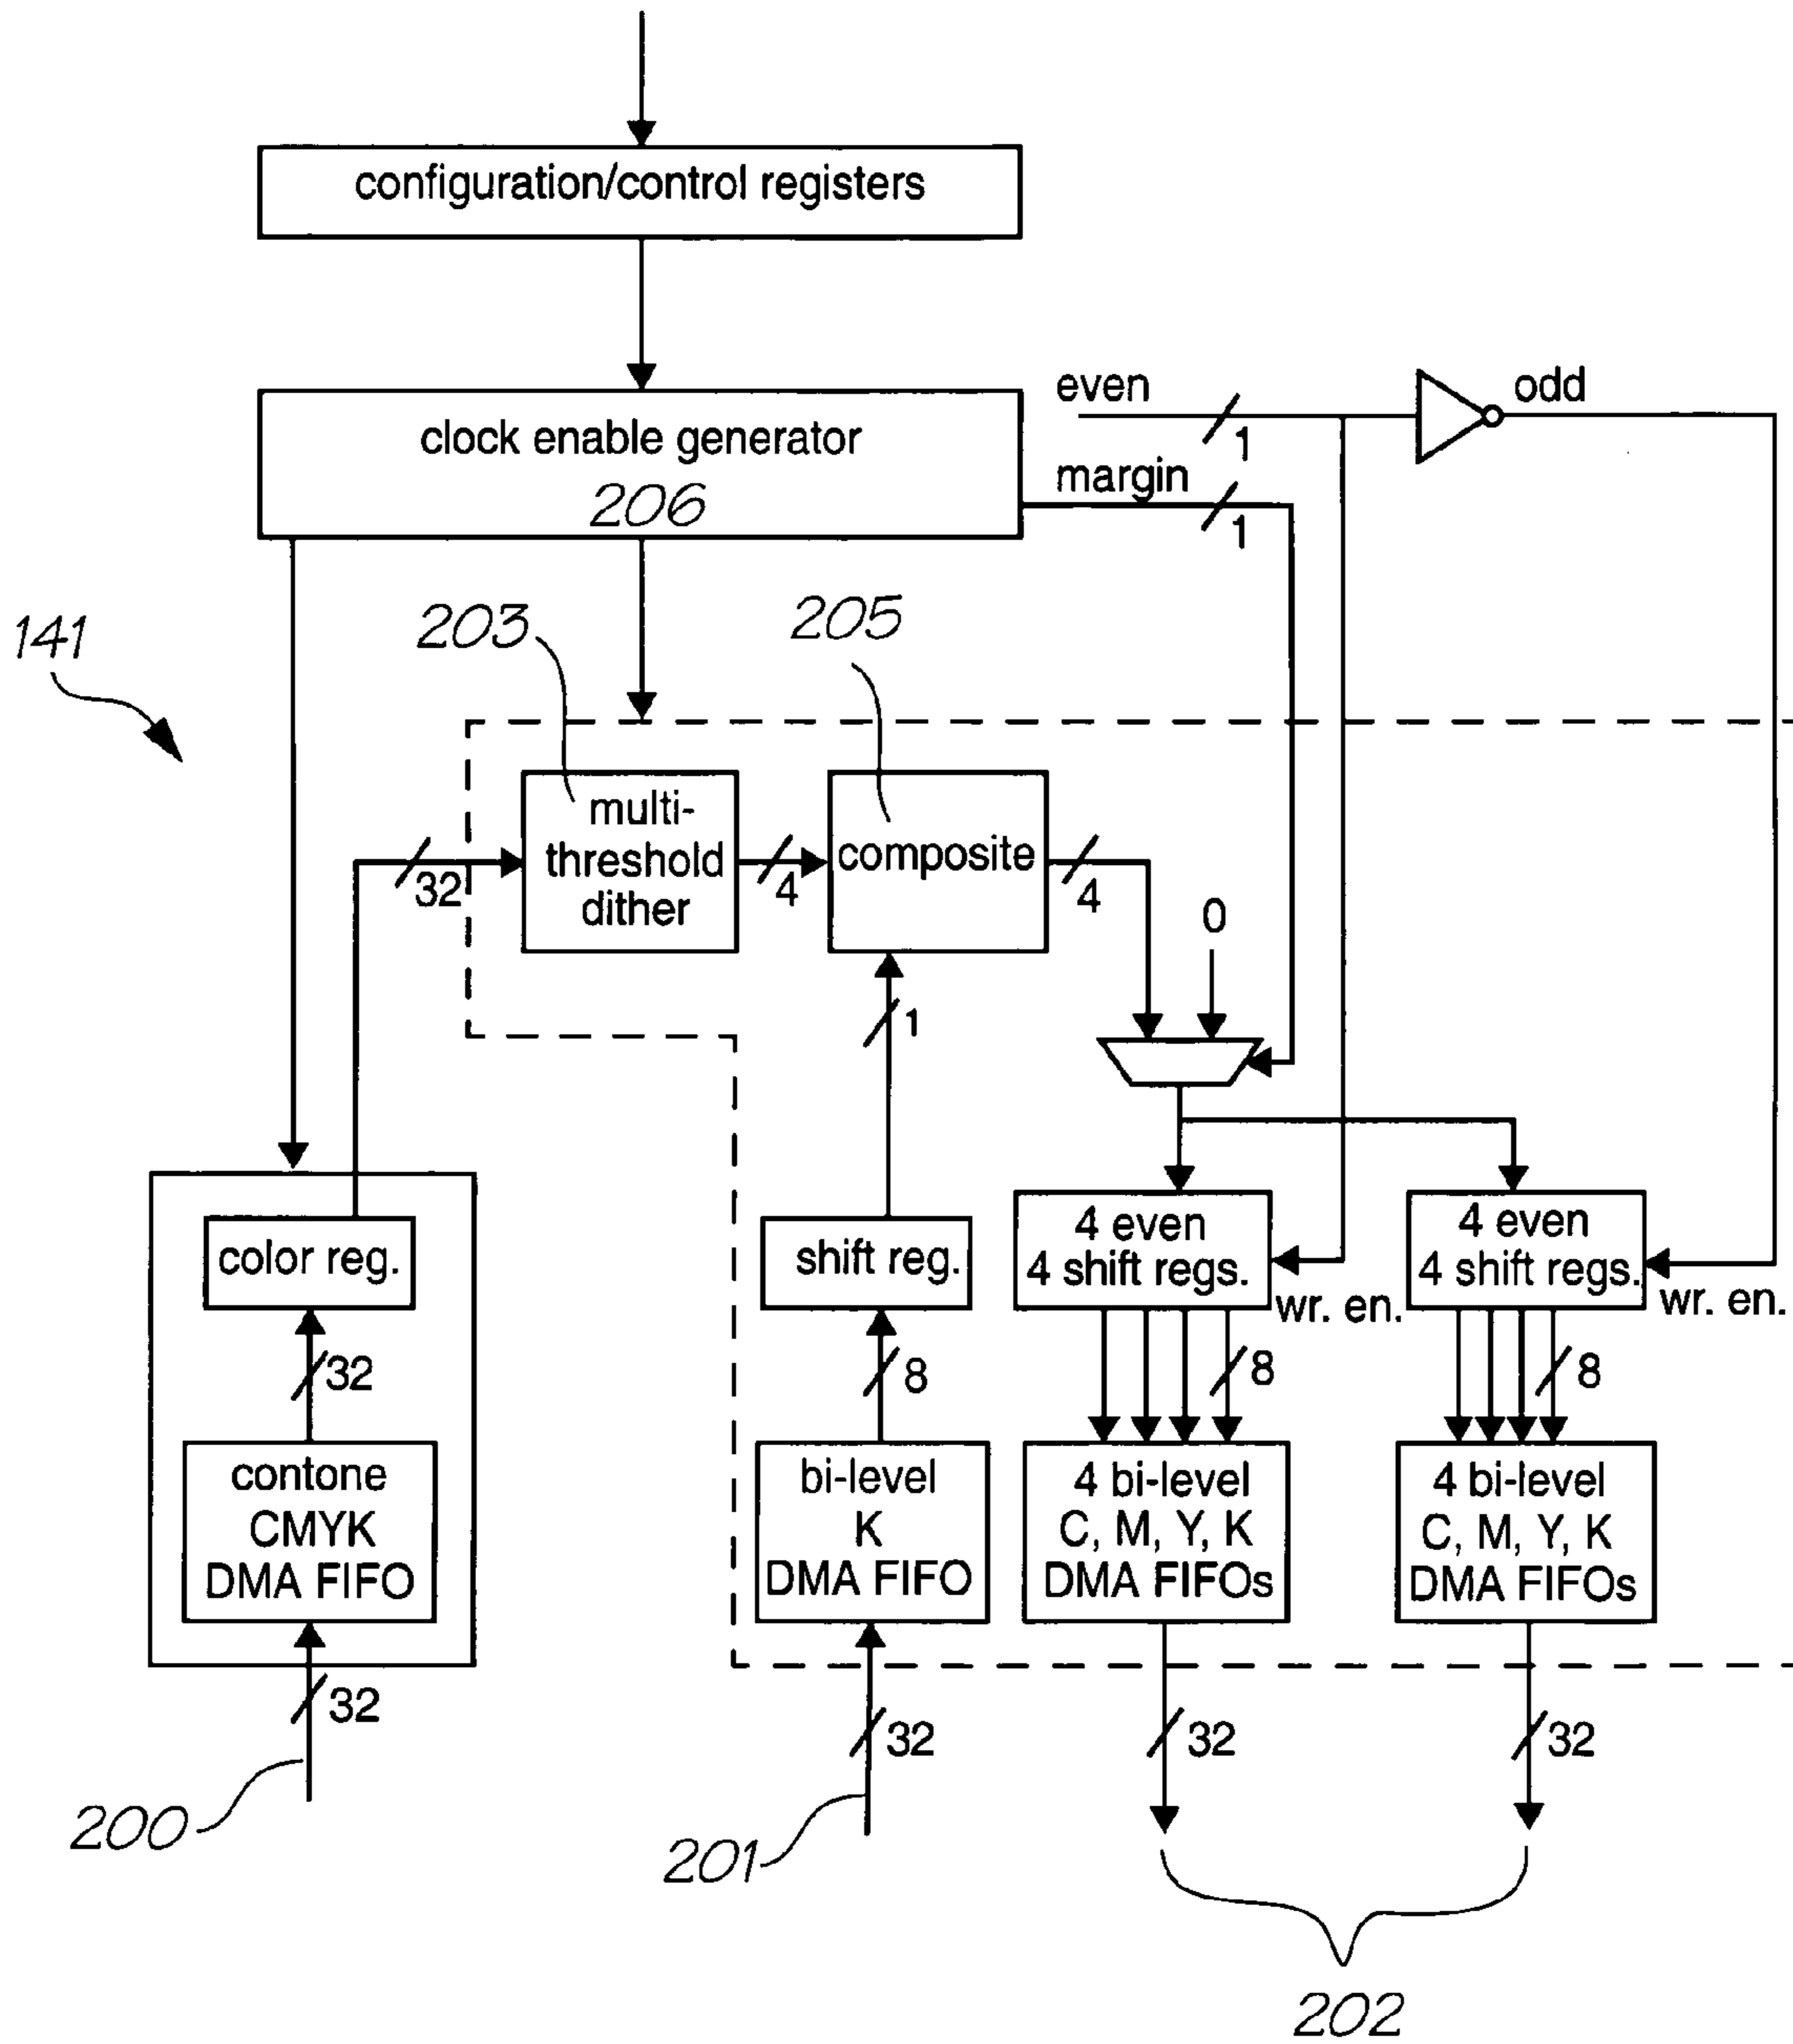 configuration/control registers
even
odd
clock enable generator
1
206
margin
1
203
205
141
multi-
threshold
dither
composite
32
4
4
0
1
color reg.
shift reg.
4 even
4 shift regs.
wr. en.
4 even
4 shift regs.
wr. en.
32
8
8
8
contone
CMYK
DMA FIFO
bi-level
K
DMA FIFO
4 bi-level
C, M, Y, K
DMA FIFOs
4 bi-level
C, M, Y, K
DMA FIFOs
32
32
32
32
200
201
202